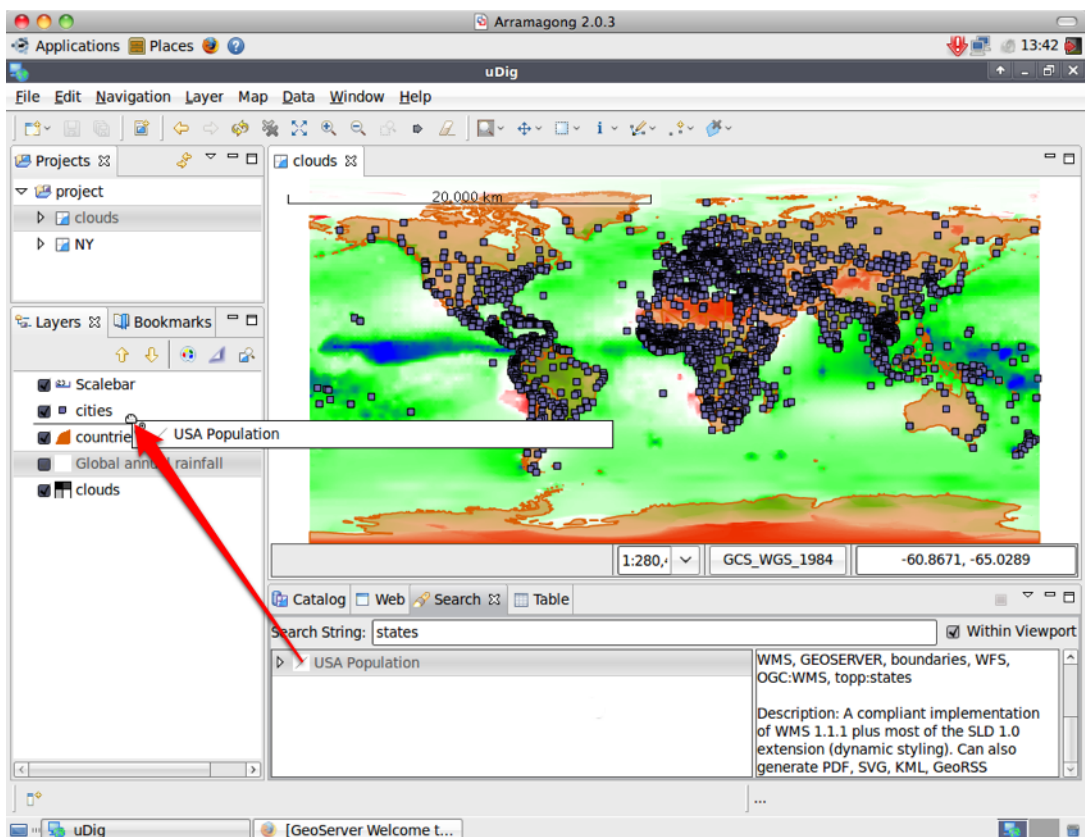 Arramagong 2.0.3
Applications Places 13:42
uDig
File Edit Navigation Layer Map Data Window Help
Projects
project
clouds
NY
Layers Bookmarks
Scalebar
cities
countrie
USA Population
Global annual rainfall
clouds
clouds
20,000 km
1:280, GCS_WGS_1984 -60.8671, -65.0289
Catalog Web Search Table
Search String: states Within Viewport
USA Population
WMS, GEOSERVER, boundaries, WFS,
OGC:WMS, topp:states
Description: A compliant implementation
of WMS 1.1.1 plus most of the SLD 1.0
extension (dynamic styling). Can also
generate PDF, SVG, KML, GeoRSS
...
uDig [GeoServer Welcome t...